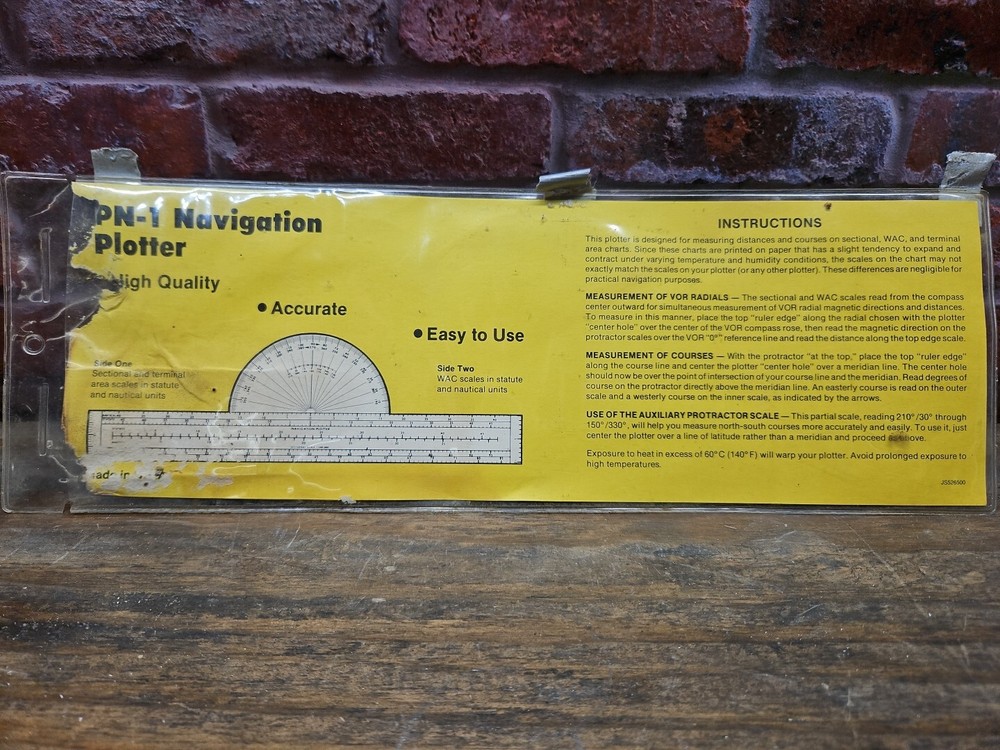 PN-1 Navigation
Plotter
High Quality
• Accurate
• Easy to Use
Side One
Sectional and terminal
area scales in statute
and nautical units
Side Two
WAC scales in statute
and nautical units
INSTRUCTIONS
This plotter is designed for measuring distances and courses on sectional, WAC, and terminal
area charts. Since these charts are printed on paper that has a slight tendency to expand and
contract under varying temperature and humidity conditions, the scales on the chart may not
exactly match the scales on your plotter (or any other plotter). These differences are negligible for
practical navigation purposes.
MEASUREMENT OF VOR RADIALS — The sectional and WAC scales read from the compass
center outward for simultaneous measurement of VOR radial magnetic directions and distances.
To measure in this manner, place the top "ruler edge" along the radial chosen with the plotter
"center hole" over the center of the VOR compass rose, then read the magnetic direction on the
protractor scales over the VOR "0°" reference line and read the distance along the top edge scale.
MEASUREMENT OF COURSES — With the protractor "at the top," place the top "ruler edge"
along the course line and center the plotter "center hole" over a meridian line. The center hole
should now be over the point of intersection of your course line and the meridian. Read degrees of
course on the protractor directly above the meridian line. An easterly course is read on the outer
scale and a westerly course on the inner scale, as indicated by the arrows.
USE OF THE AUXILIARY PROTRACTOR SCALE — This partial scale, reading 210°/30° through
150°/330°, will help you measure north-south courses more accurately and easily. To use it, just
center the plotter over a line of latitude rather than a meridian and proceed as above.
Exposure to heat in excess of 60°C (140°F) will warp your plotter. Avoid prolonged exposure to
high temperatures.
JS526500